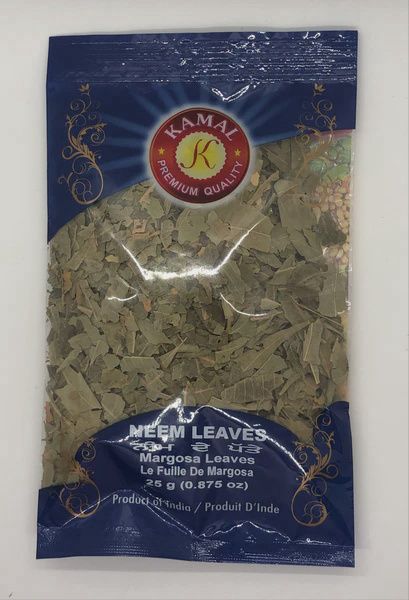 KAMAL
K
PREMIUM QUALITY
NEEM LEAVES
ਨੀਮ ਦੇ ਪੱਤੇ
Margosa Leaves
Le Fuille De Margosa
25 g (0.875 oz)
Product of India / Produit D'Inde